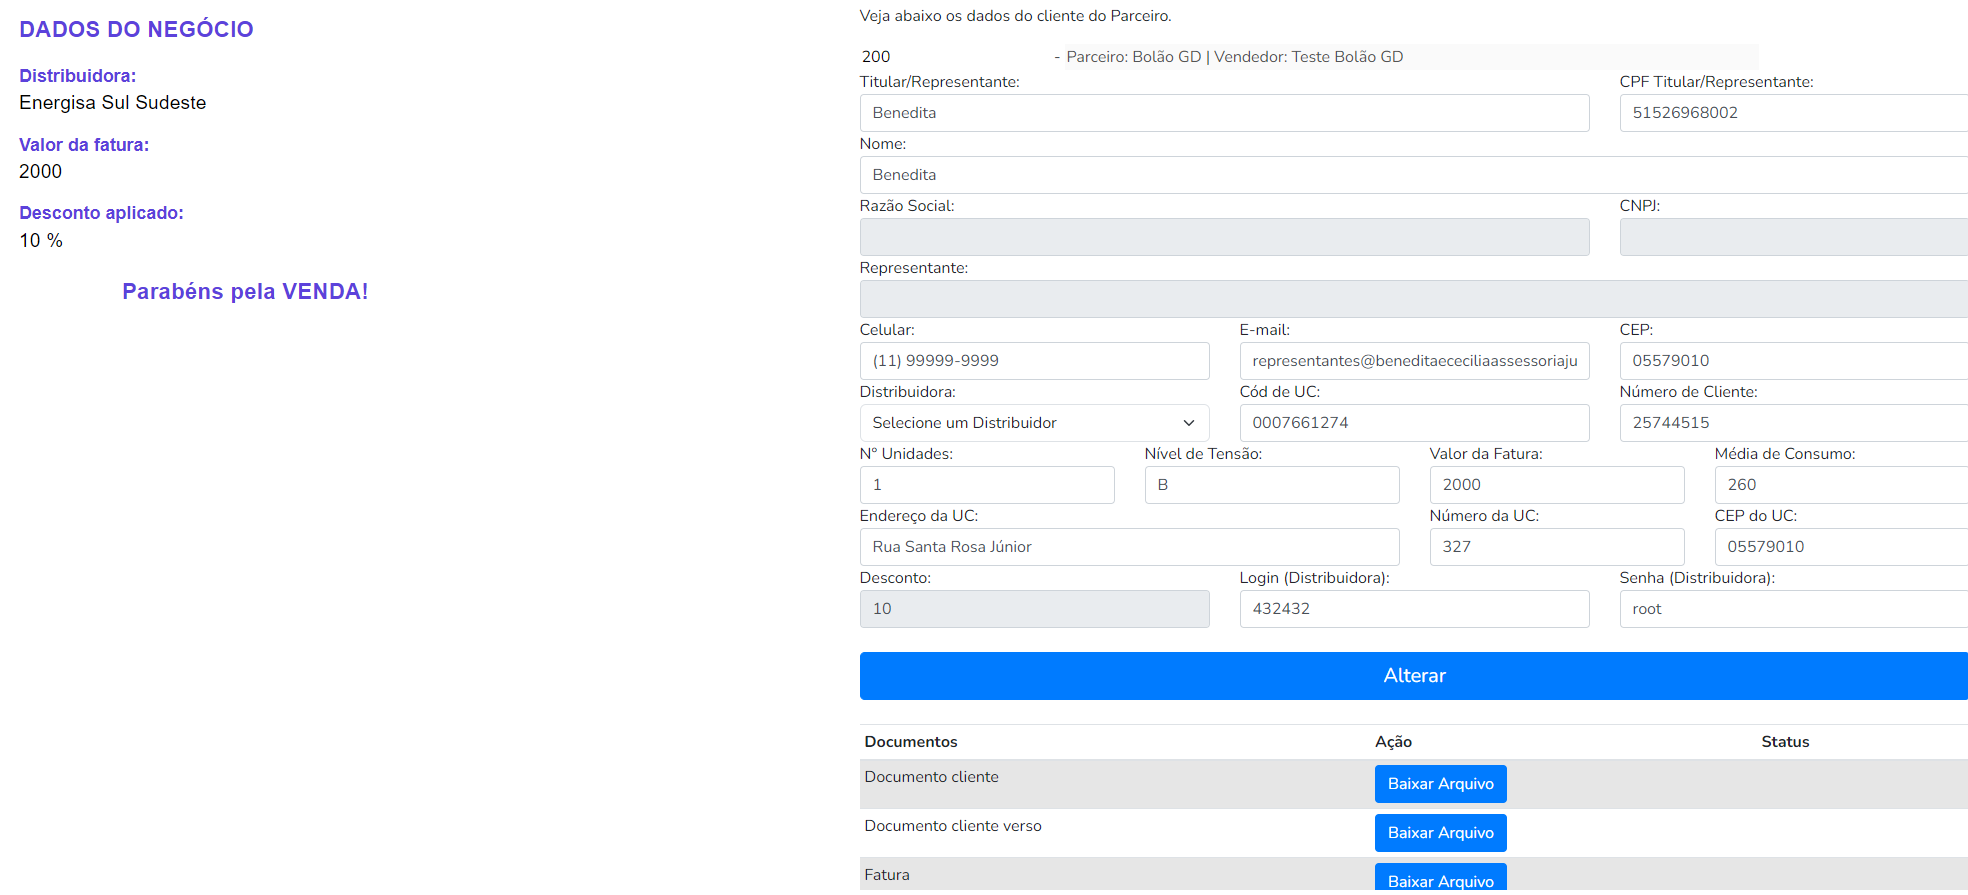 DADOS DO NEGÓCIO
Distribuidora:
Energisa Sul Sudeste
Valor da fatura:
2000
Desconto aplicado:
10 %
Parabéns pela VENDA!
Veja abaixo os dados do cliente do Parceiro.
200 - Parceiro: Bolão GD | Vendedor: Teste Bolão GD
Titular/Representante: CPF Titular/Representante:
Benedita 51526968002
Nome:
Benedita
Razão Social: CNPJ:
Representante:
Celular: E-mail: CEP:
(11) 99999-9999 representantes@beneditaececiliaassessoriaju 05579010
Distribuidora: Cód de UC: Número de Cliente:
Selecione um Distribuidor 0007661274 25744515
Nº Unidades: Nível de Tensão: Valor da Fatura: Média de Consumo:
1 B 2000 260
Endereço da UC: Número da UC: CEP do UC:
Rua Santa Rosa Júnior 327 05579010
Desconto: Login (Distribuidora): Senha (Distribuidora):
10 432432 root
Alterar
Documentos Ação Status
Documento cliente Baixar Arquivo
Documento cliente verso Baixar Arquivo
Fatura Baixar Arquivo